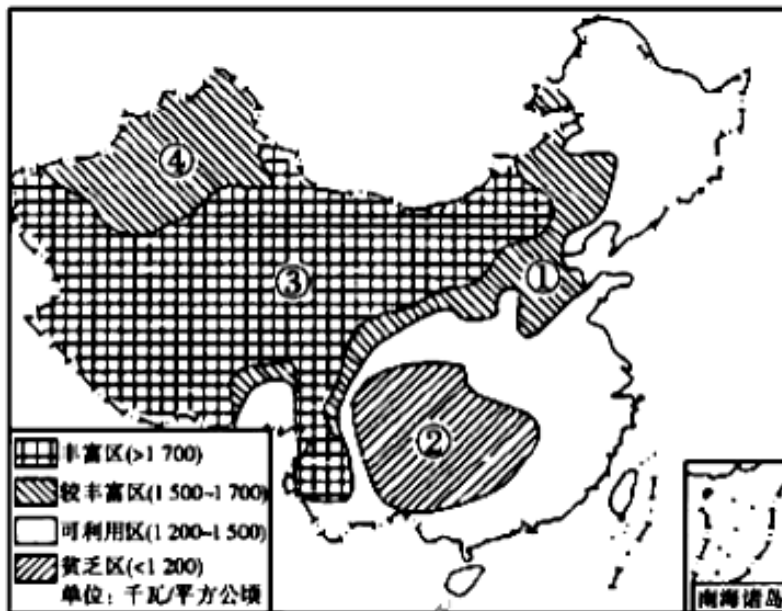 ④
③
①
②
丰富区(>1 700)
较丰富区(1 500~1 700)
可利用区(1 200~1 500)
贫乏区(<1 200)
单位：千瓦/平方公顷
南海诸岛